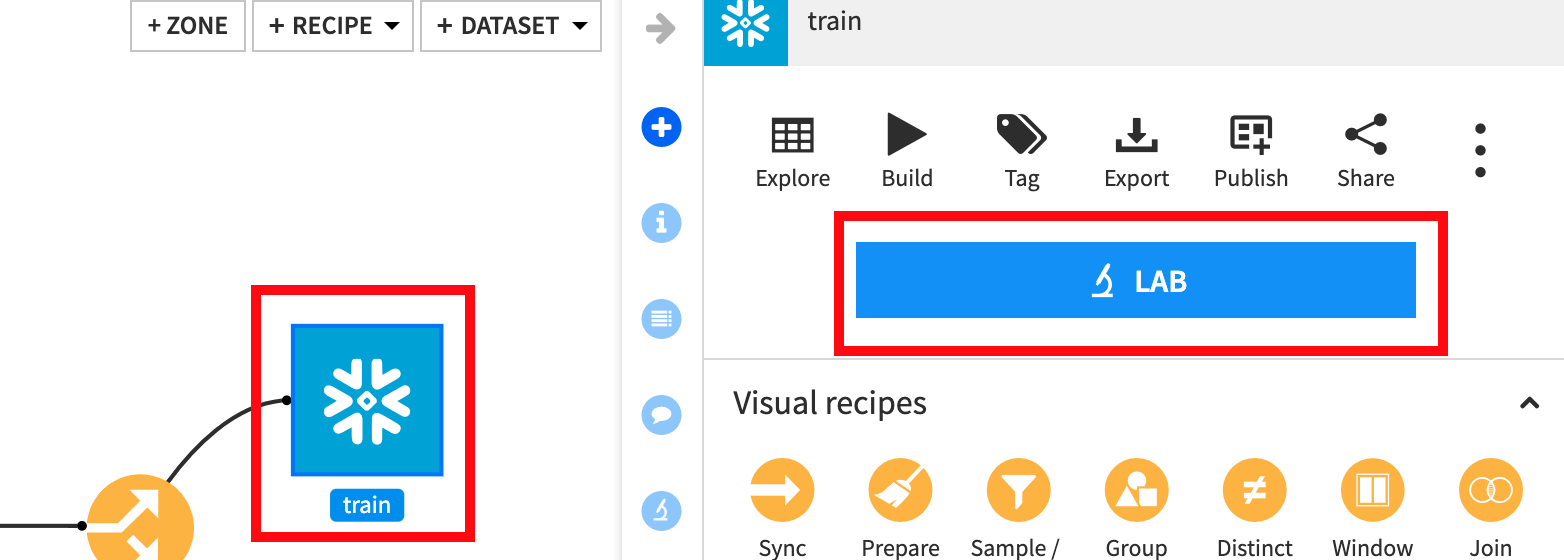 + ZONE
+ RECIPE
+ DATASET
train
train
Explore
Build
Tag
Export
Publish
Share
LAB
Visual recipes
Sync
Prepare
Sample /
Group
Distinct
Window
Join